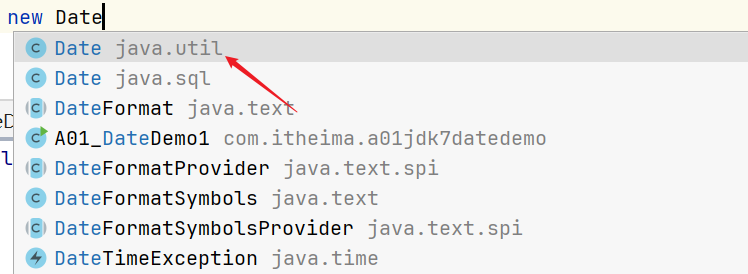 new Date
Date java.util
Date java.sql
DateFormat java.text
A01_DateDemo1 com.itheima.a01jdk7datedemo
DateFormatProvider java.text.spi
DateFormatSymbols java.text
DateFormatSymbolsProvider java.text.spi
DateTimeException java.time